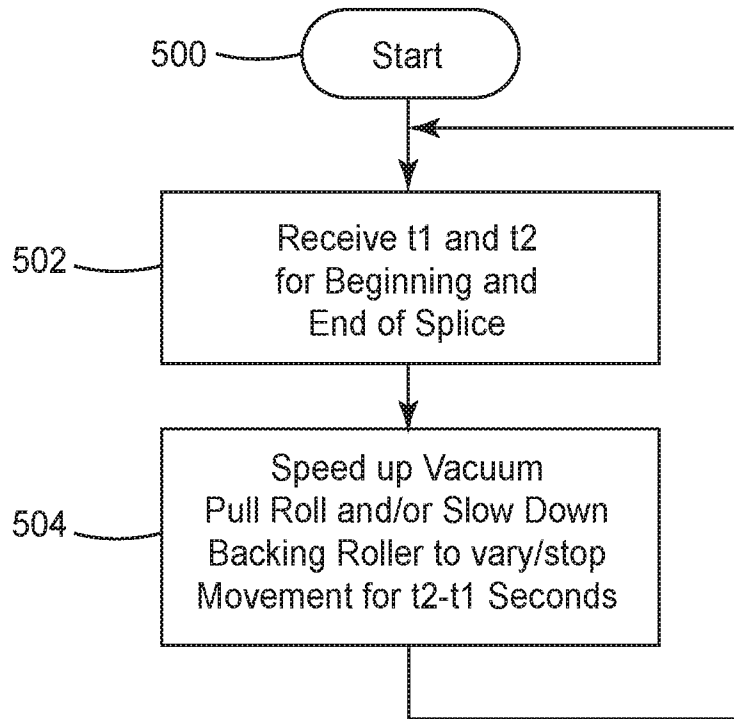 500
Start
502
Receive t1 and t2
for Beginning and
End of Splice
504
Speed up Vacuum
Pull Roll and/or Slow Down
Backing Roller to vary/stop
Movement for t2-t1 Seconds